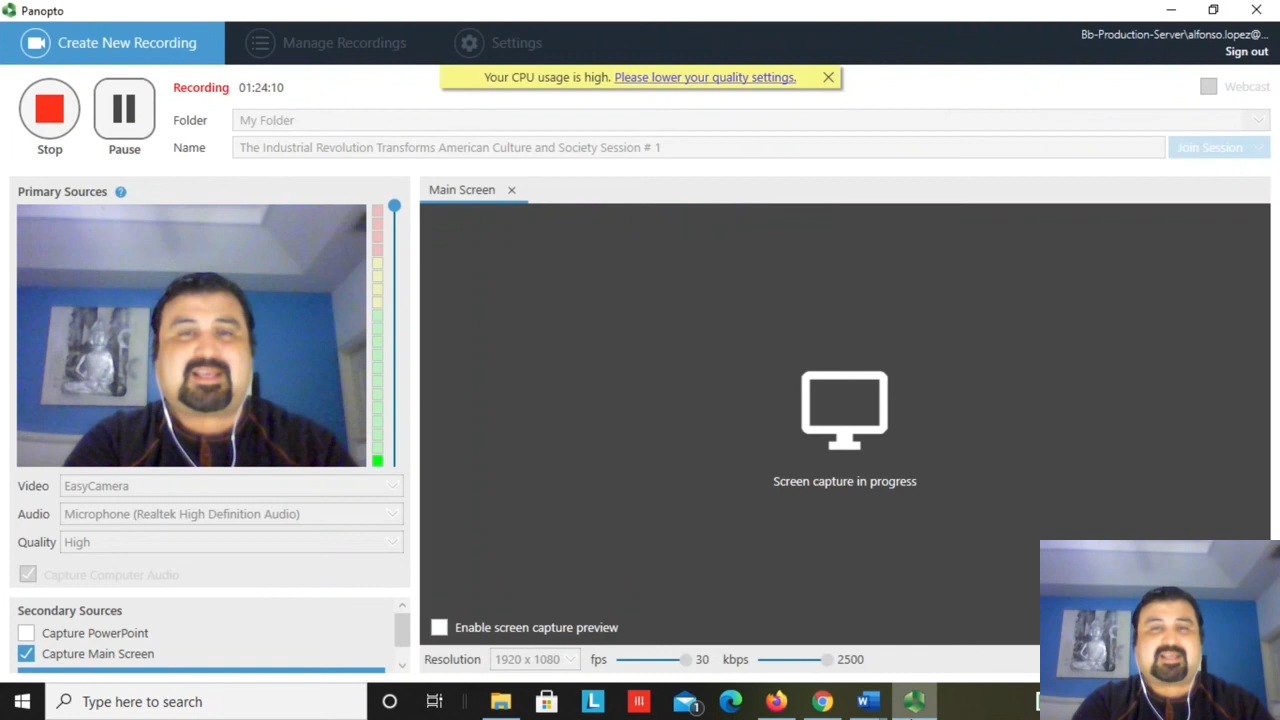 Panopto
Create New Recording
Manage Recordings
Settings
Bb-Production-Server\alfonso.lopez@...
Sign out
Your CPU usage is high. Please lower your quality settings.
Recording 01:24:10
Webcast
Folder My Folder
Name The Industrial Revolution Transforms American Culture and Society Session # 1
Join Session
Stop
Pause
Primary Sources ?
Main Screen
Screen capture in progress
Video EasyCamera
Audio Microphone (Realtek High Definition Audio)
Quality High
Capture Computer Audio
Secondary Sources
Capture PowerPoint
Capture Main Screen
Enable screen capture preview
Resolution 1920 x 1080 fps 30 kbps 2500
Type here to search
L
1
W